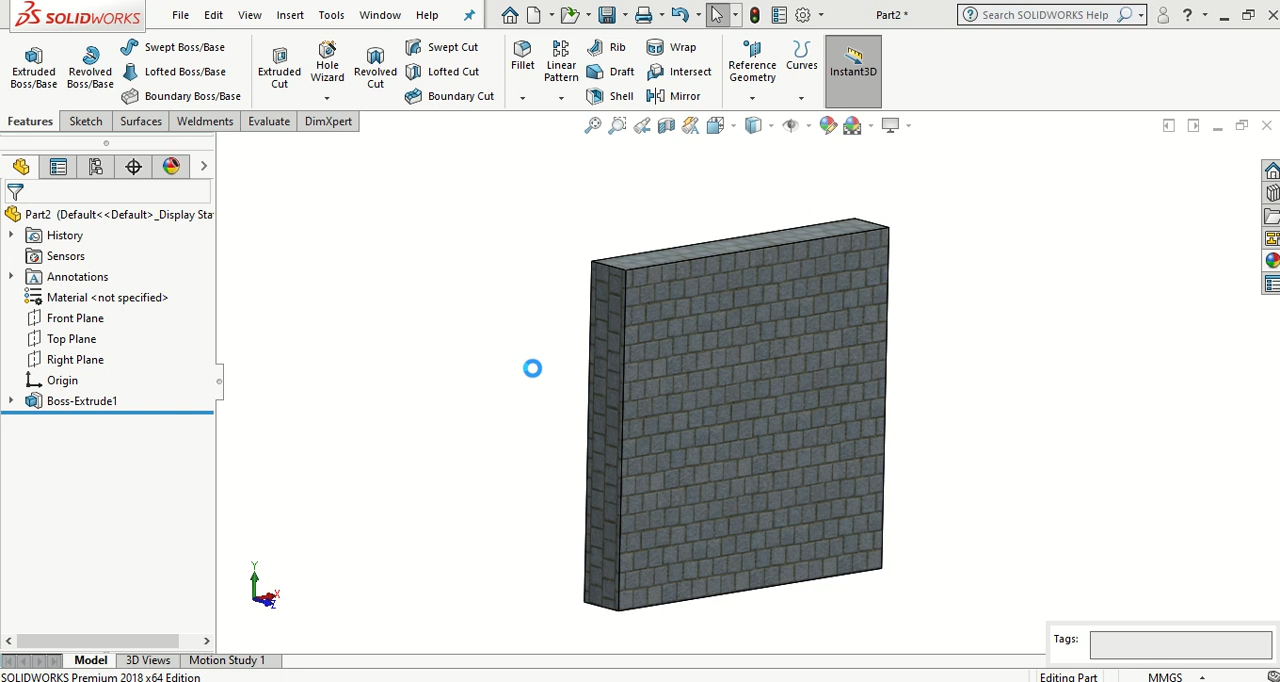 SOLIDWORKS File Edit View Insert Tools Window Help Part2 * Search SOLIDWORKS Help ?
Extruded Boss/Base
Revolved Boss/Base
Swept Boss/Base
Lofted Boss/Base
Boundary Boss/Base
Extruded Cut
Hole Wizard
Revolved Cut
Swept Cut
Lofted Cut
Boundary Cut
Fillet
Linear Pattern
Rib
Draft
Shell
Wrap
Intersect
Mirror
Reference Geometry
Curves
Instant3D
Features Sketch Surfaces Weldments Evaluate DimXpert
Part2 (Default<<Default>_Display Sta
History
Sensors
Annotations
Material <not specified>
Front Plane
Top Plane
Right Plane
Origin
Boss-Extrude1
Y
X
Z
Tags:
Model 3D Views Motion Study 1
SOLIDWORKS Premium 2018 x64 Edition Editing Part MMGS